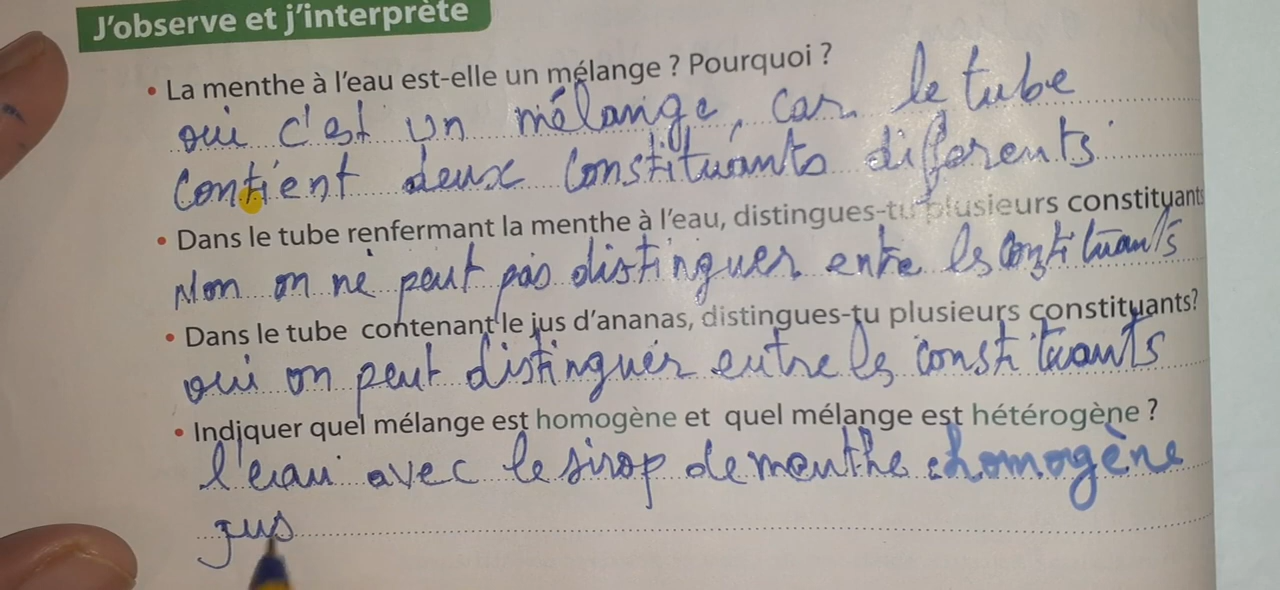 J'observe et j'interprète
• La menthe à l'eau est-elle un mélange ? Pourquoi ?
oui c'est un mélange, car le tube
contient deux constituants différents
• Dans le tube renfermant la menthe à l'eau, distingues-tu plusieurs constituants
Non on ne peut pas distinguer entre les constituants
• Dans le tube contenant le jus d'ananas, distingues-tu plusieurs constituants?
oui on peut distinguer entre les constituants
• Indiquer quel mélange est homogène et quel mélange est hétérogène ?
l'eau avec le sirop de menthe : homogène
jus